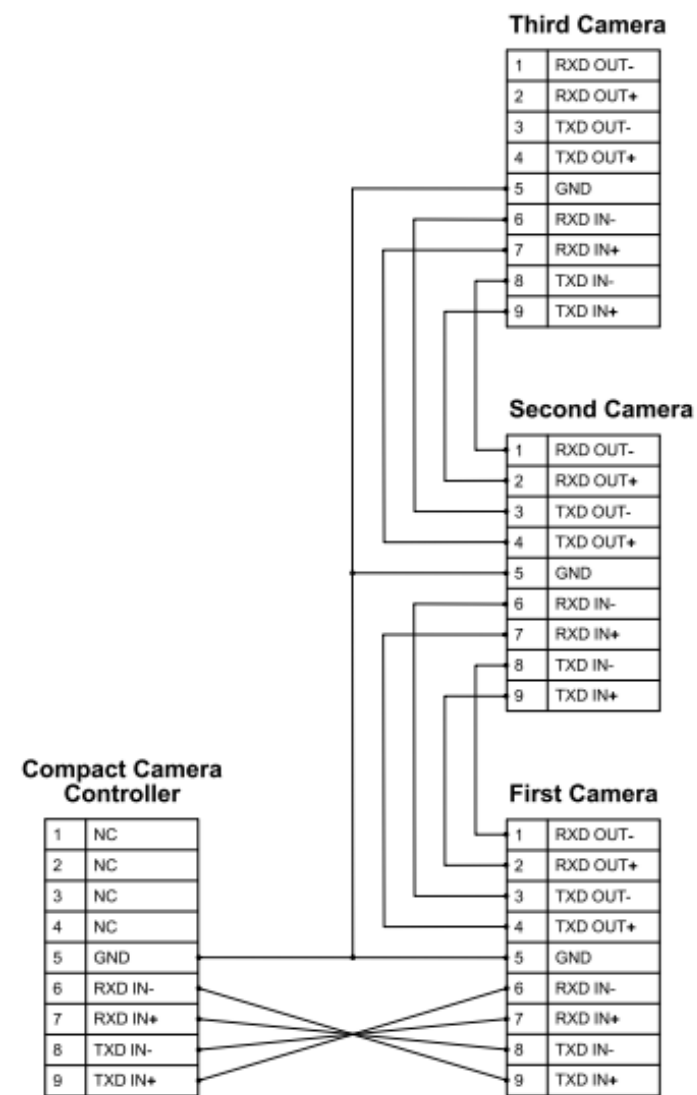 Third Camera
1 RXD OUT-
2 RXD OUT+
3 TXD OUT-
4 TXD OUT+
5 GND
6 RXD IN-
7 RXD IN+
8 TXD IN-
9 TXD IN+
Second Camera
1 RXD OUT-
2 RXD OUT+
3 TXD OUT-
4 TXD OUT+
5 GND
6 RXD IN-
7 RXD IN+
8 TXD IN-
9 TXD IN+
Compact Camera
Controller
1 NC
2 NC
3 NC
4 NC
5 GND
6 RXD IN-
7 RXD IN+
8 TXD IN-
9 TXD IN+
First Camera
1 RXD OUT-
2 RXD OUT+
3 TXD OUT-
4 TXD OUT+
5 GND
6 RXD IN-
7 RXD IN+
8 TXD IN-
9 TXD IN+